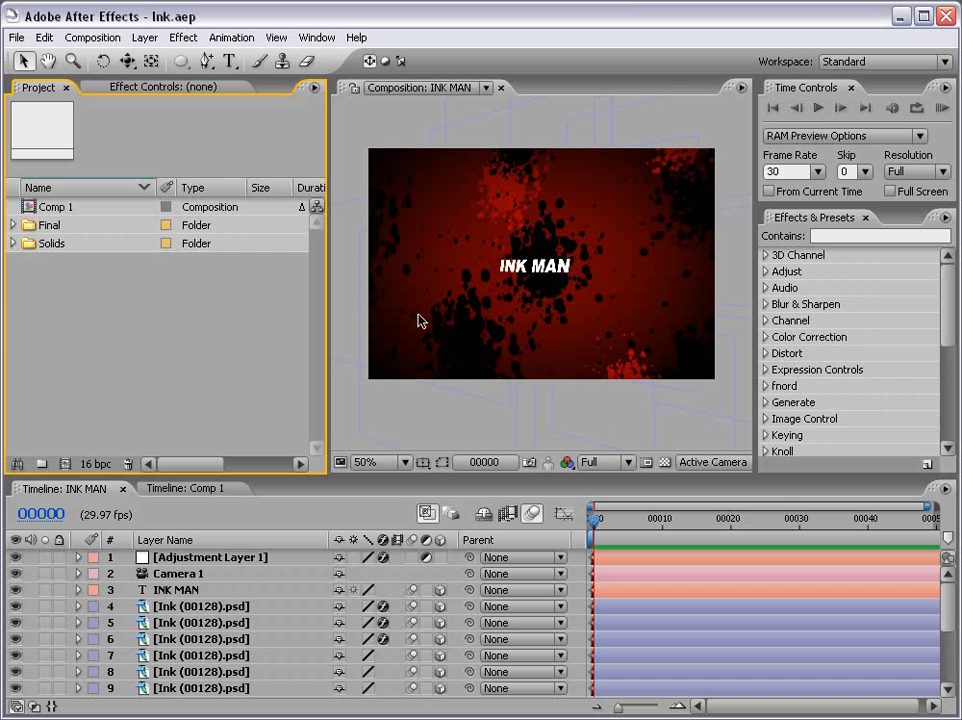 Adobe After Effects - Ink.aep
File Edit Composition Layer Effect Animation View Window Help
Workspace: Standard
Project × Effect Controls: (none)
Composition: INK MAN ×
Time Controls ×
RAM Preview Options
Frame Rate Skip Resolution
30 0 Full
From Current Time Full Screen
Name Type Size Durati
Comp 1 Composition
Final Folder
Solids Folder
INK MAN
Effects & Presets ×
Contains:
3D Channel
Adjust
Audio
Blur & Sharpen
Channel
Color Correction
Distort
Expression Controls
fnord
Generate
Image Control
Keying
Knoll
16 bpc
50% 00000 Full Active Camera
Timeline: INK MAN × Timeline: Comp 1
00000 (29.97 fps)
00010 00020 00030 00040
# Layer Name Parent
1 [Adjustment Layer 1] None
2 Camera 1 None
3 T INK MAN None
4 [Ink (00128).psd] None
5 [Ink (00128).psd] None
6 [Ink (00128).psd] None
7 [Ink (00128).psd] None
8 [Ink (00128).psd] None
9 [Ink (00128).psd] None